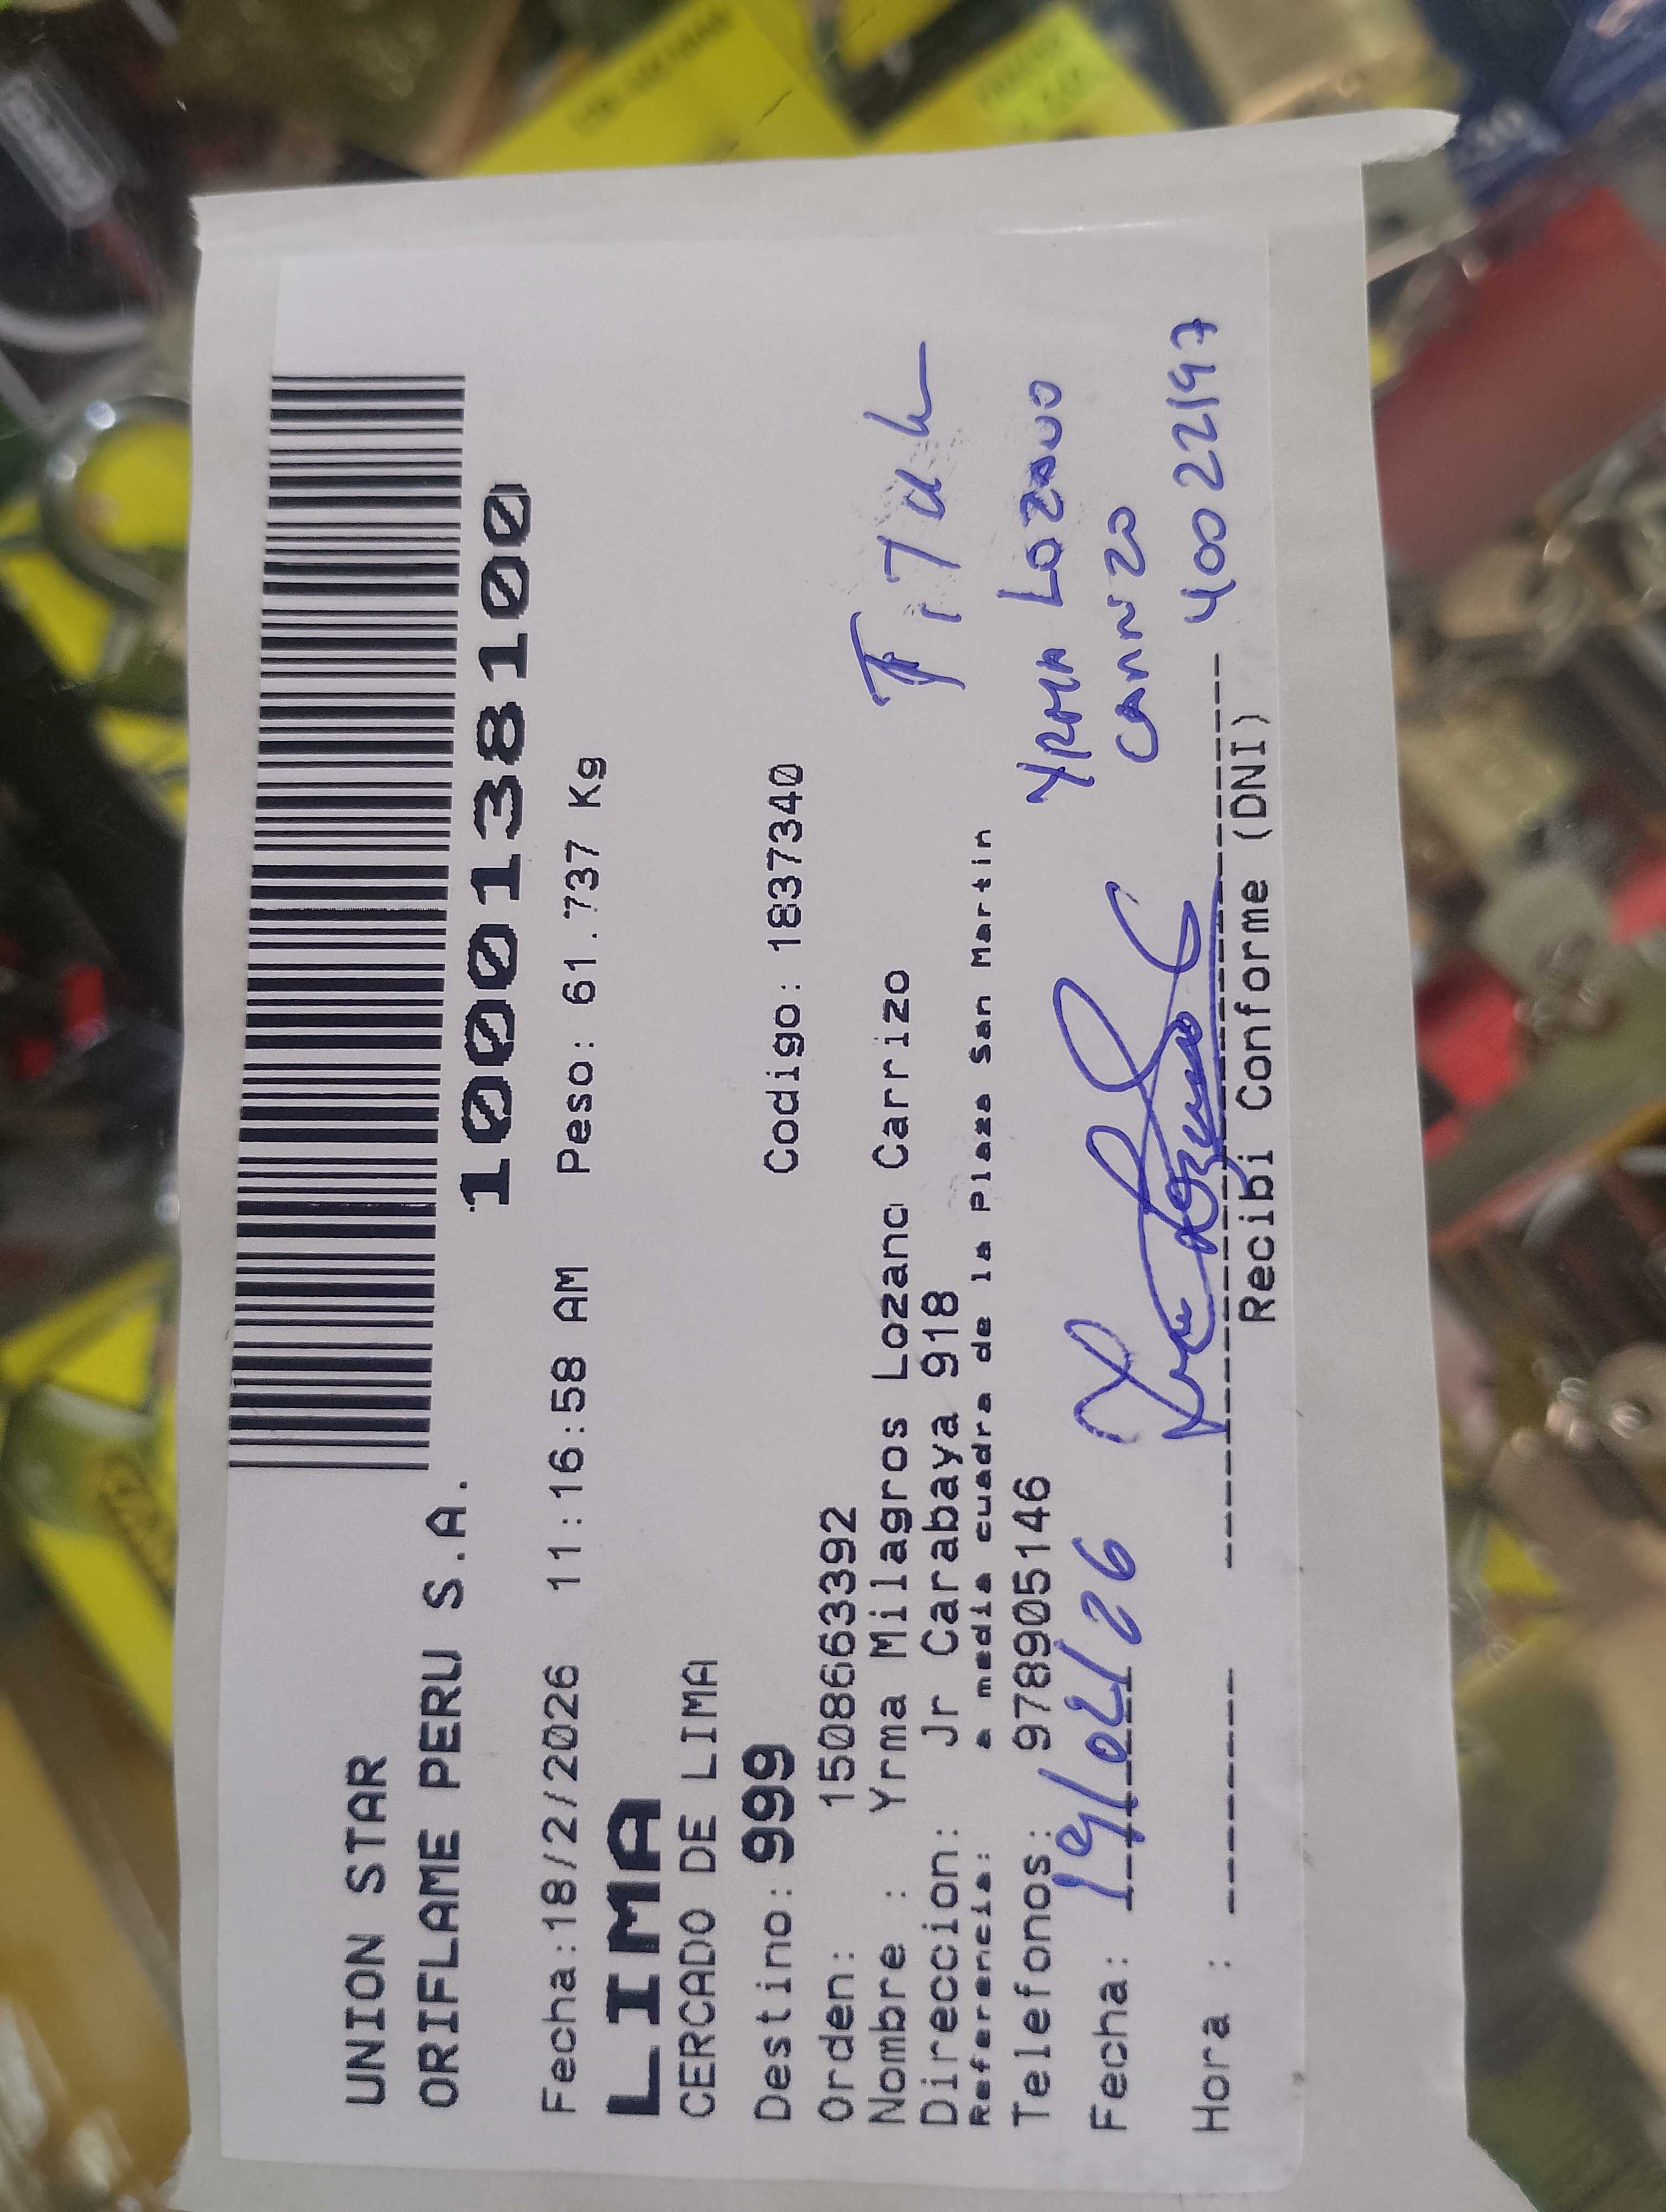 UNION STAR
ORIFLAME PERU S.A.
1000138100
Fecha:18/2/2026 11:16:58 AM Peso: 61.737 Kg
LIMA
CERCADO DE LIMA
Destino: 999 Codigo: 1837340
Orden: 1508663392
Nombre : Yrma Milagros Lozano Carrizo
Direccion: Jr Carabaya 918
Referencia: a media cuadra de la Plaza San Martin
Telefonos: 978905146
YRMA LOZANO
Fecha: 19/02/26
Hora :
40022197
Recibi Conforme (DNI)